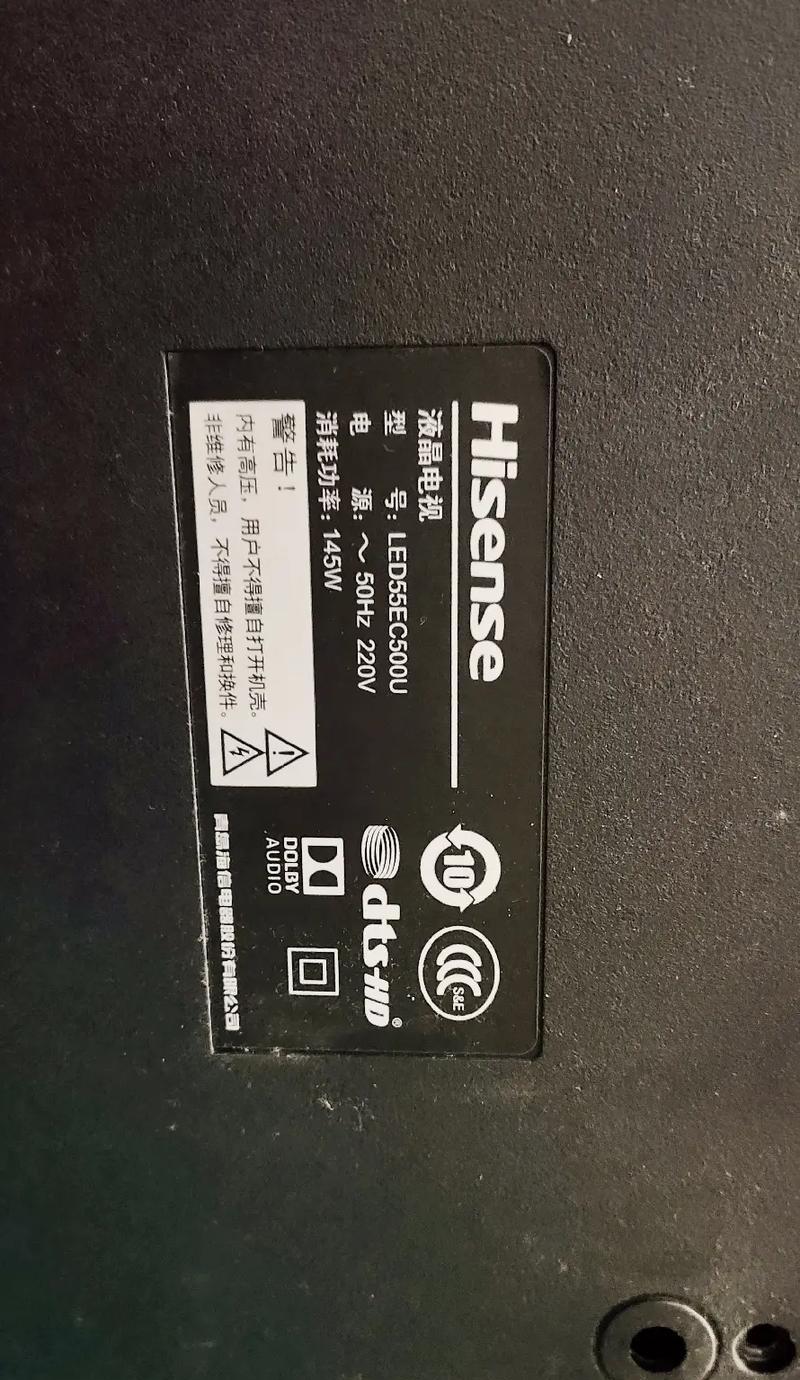 Hisense
液晶电视
型 号：LED55EC500U
电 源：～ 50Hz 220V
消耗功率：145W
警告！
内有高压，用户不得擅自打开机壳。
非维修人员，不得擅自修理和换件。
10
S&E
dts-HD®
DOLBY
AUDIO
青岛海信电器股份有限公司